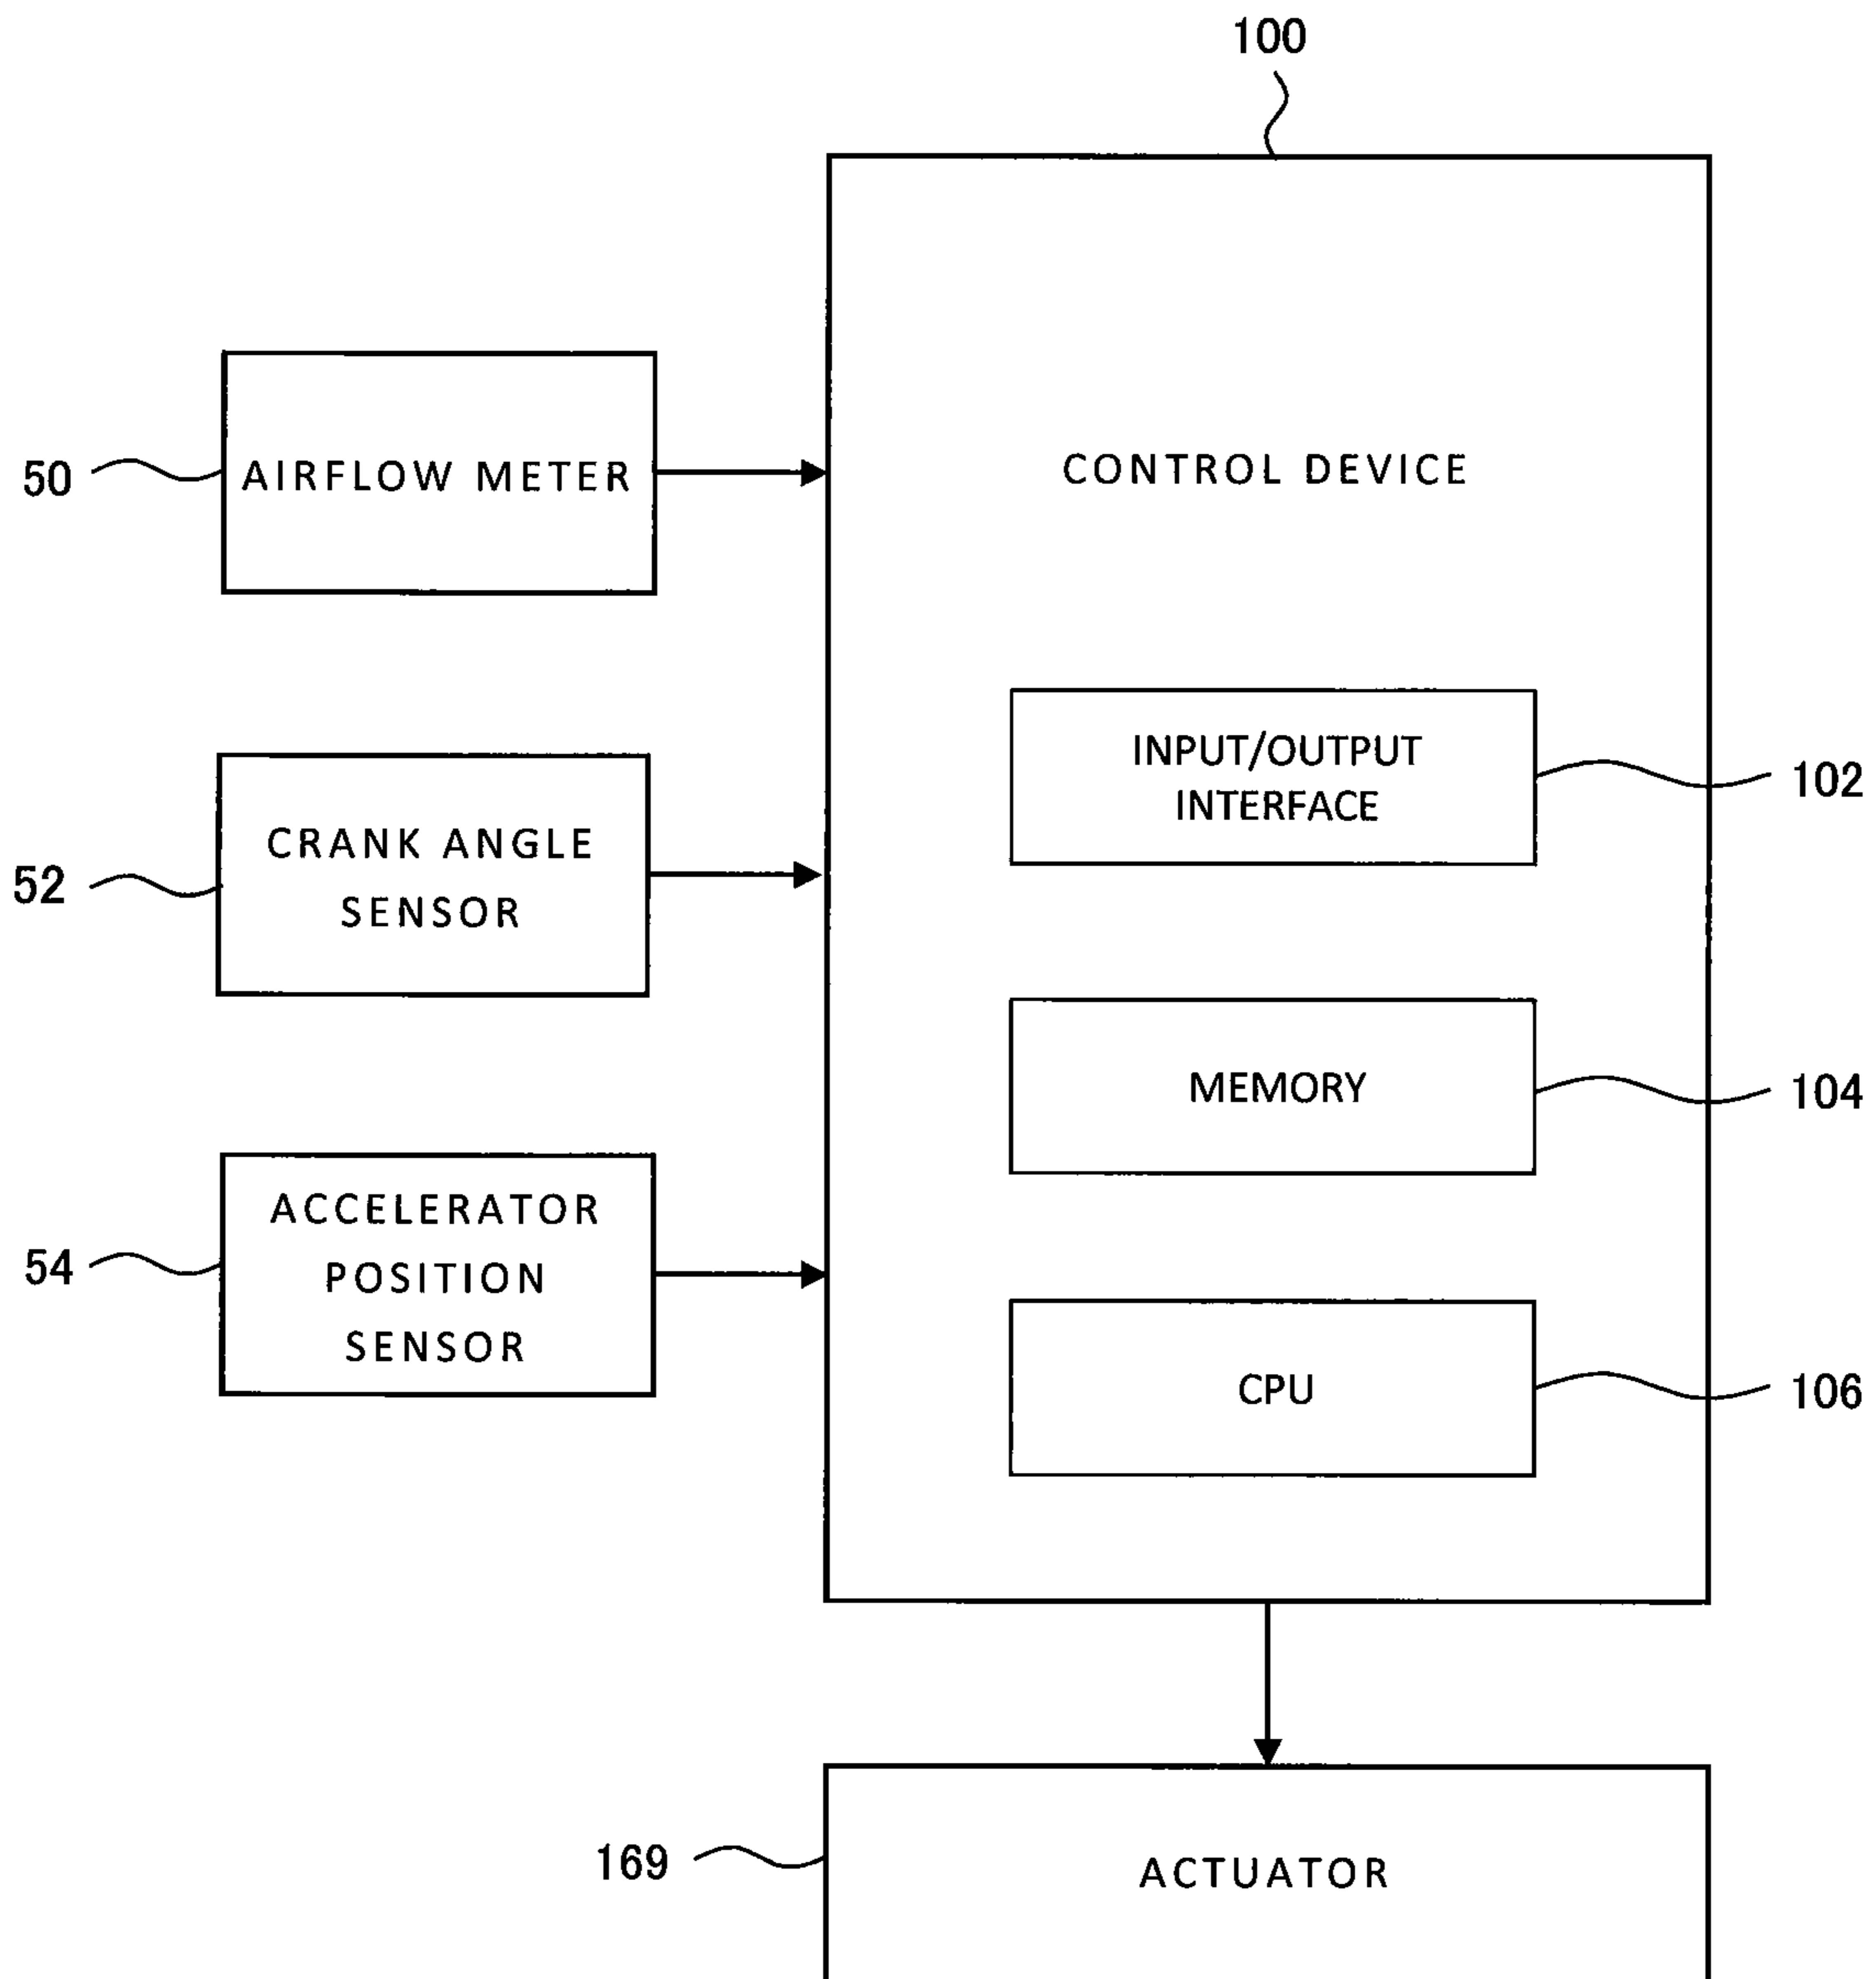 100
CONTROL DEVICE
50
AIRFLOW METER
52
CRANK ANGLE
SENSOR
54
ACCELERATOR
POSITION
SENSOR
INPUT/OUTPUT
INTERFACE
102
MEMORY
104
CPU
106
169
ACTUATOR